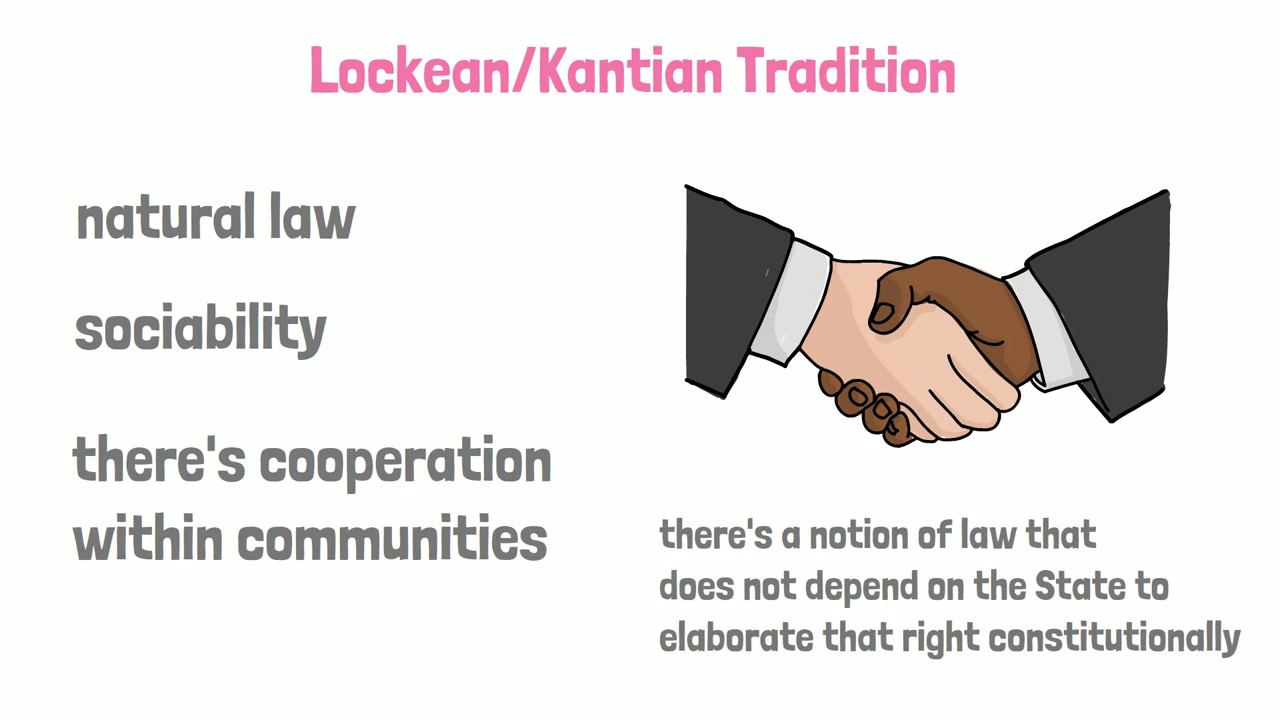 Lockean/Kantian Tradition
natural law
sociability
there's cooperation
within communities
there's a notion of law that
does not depend on the State to
elaborate that right constitutionally